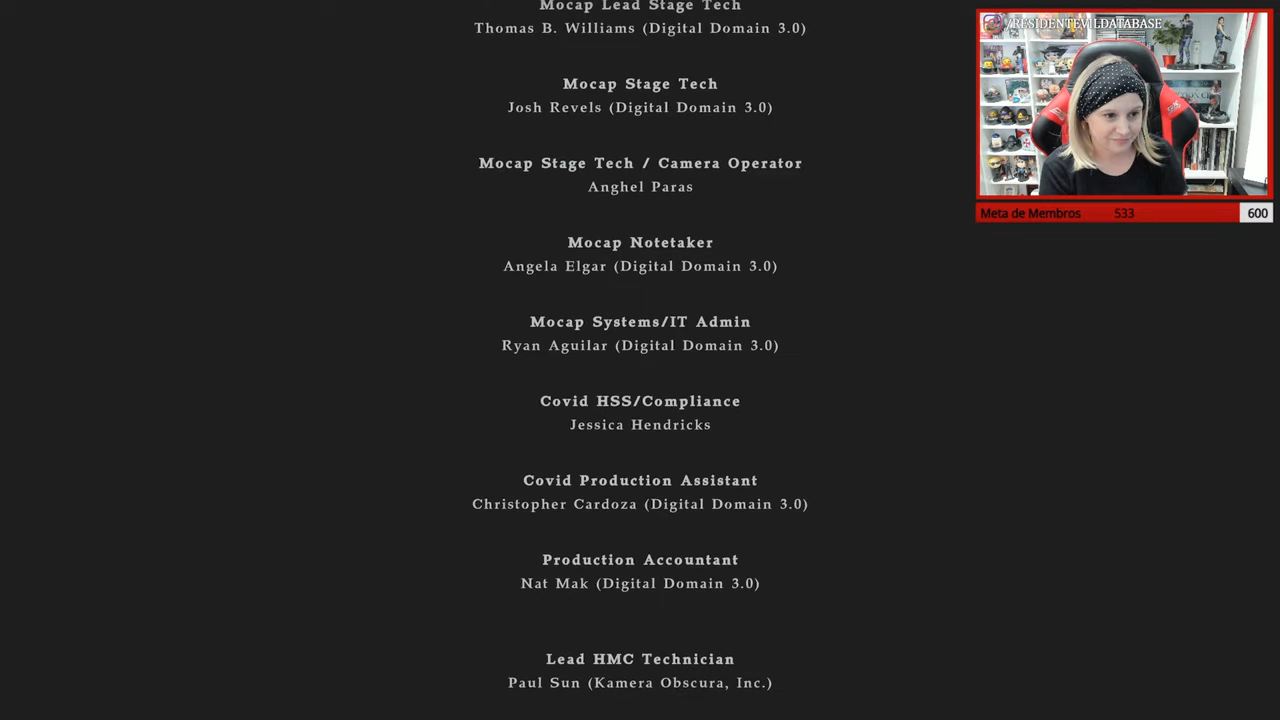 Mocap Lead Stage Tech
Thomas B. Williams (Digital Domain 3.0)
Mocap Stage Tech
Josh Revels (Digital Domain 3.0)
Mocap Stage Tech / Camera Operator
Anghel Paras
Mocap Notetaker
Angela Elgar (Digital Domain 3.0)
Mocap Systems/IT Admin
Ryan Aguilar (Digital Domain 3.0)
Covid HSS/Compliance
Jessica Hendricks
Covid Production Assistant
Christopher Cardoza (Digital Domain 3.0)
Production Accountant
Nat Mak (Digital Domain 3.0)
Lead HMC Technician
Paul Sun (Kamera Obscura, Inc.)
/RESIDENTEVILDATABASE
Meta de Membros 533 600